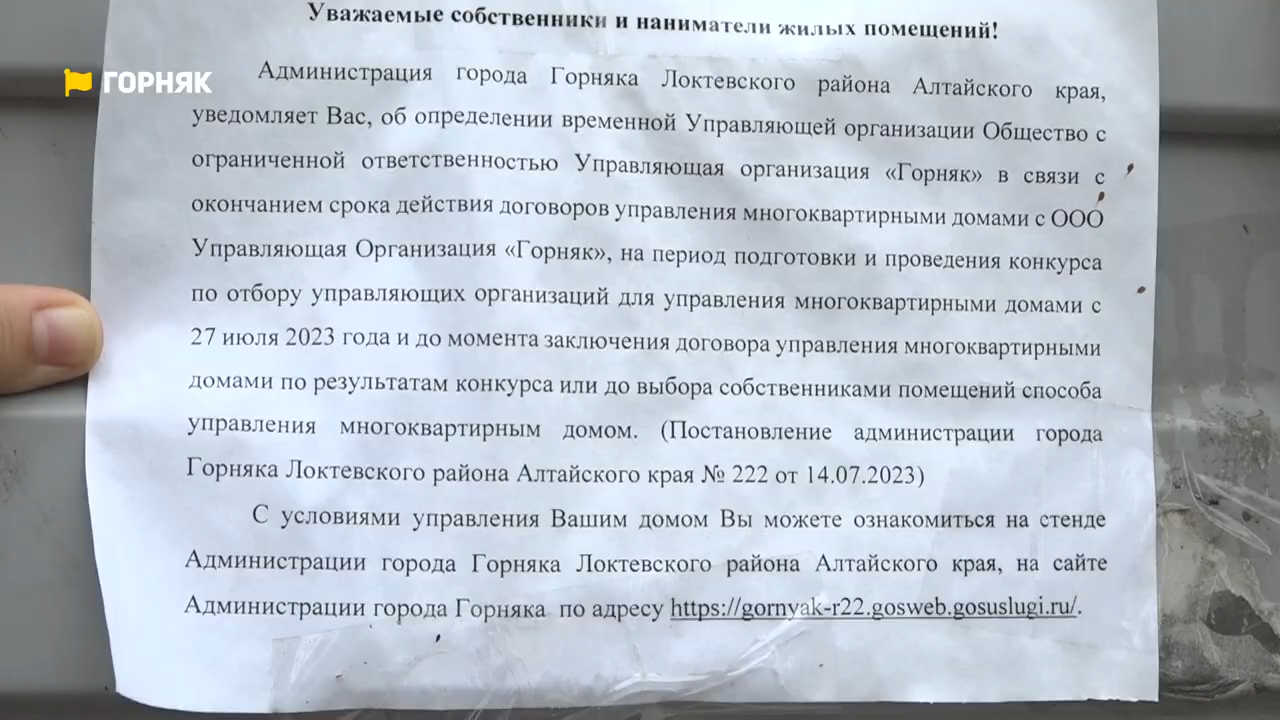 Уважаемые собственники и наниматели жилых помещений!
ГОРНЯК
Администрация города Горняка Локтевского района Алтайского края,
уведомляет Вас, об определении временной Управляющей организации Общество с
ограниченной ответственностью Управляющая организация «Горняк» в связи с
окончанием срока действия договоров управления многоквартирными домами с ООО
Управляющая Организация «Горняк», на период подготовки и проведения конкурса
по отбору управляющих организаций для управления многоквартирными домами с
27 июля 2023 года и до момента заключения договора управления многоквартирными
домами по результатам конкурса или до выбора собственниками помещений способа
управления многоквартирным домом. (Постановление администрации города
Горняка Локтевского района Алтайского края № 222 от 14.07.2023)
С условиями управления Вашим домом Вы можете ознакомиться на стенде
Администрации города Горняка Локтевского района Алтайского края, на сайте
Администрации города Горняка по адресу https://gornyak-r22.gosweb.gosuslugi.ru/.